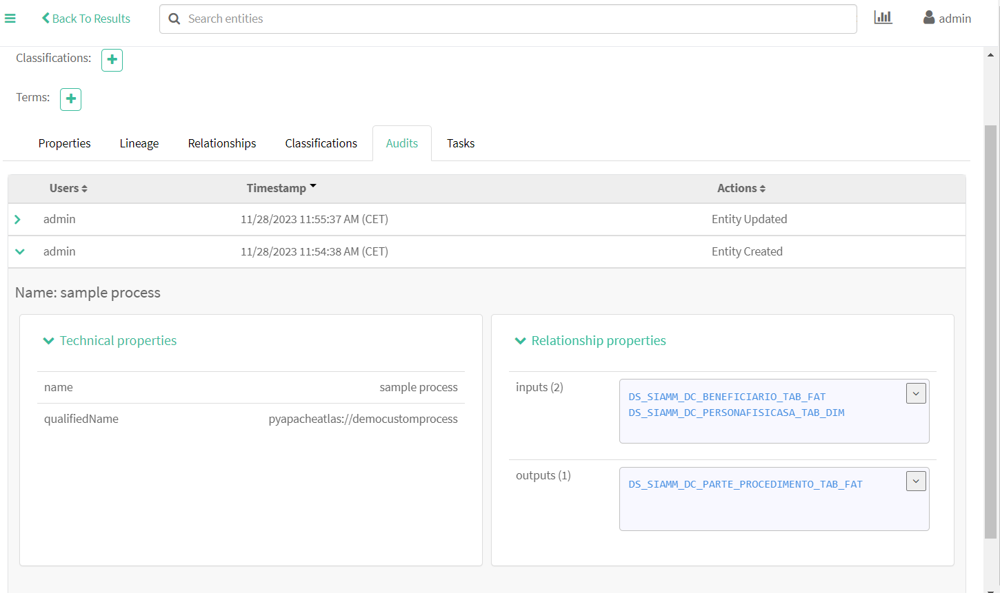 Back To Results
Search entities
admin
Classifications:
Terms:
Properties Lineage Relationships Classifications Audits Tasks
Users Timestamp Actions
admin 11/28/2023 11:55:37 AM (CET) Entity Updated
admin 11/28/2023 11:54:38 AM (CET) Entity Created
Name: sample process
Technical properties
name sample process
qualifiedName pyapacheatlas://democustomprocess
Relationship properties
inputs (2)
DS_SIAMM_DC_BENEFICIARIO_TAB_FAT
DS_SIAMM_DC_PERSONAFISICASA_TAB_DIM
outputs (1)
DS_SIAMM_DC_PARTE_PROCEDIMENTO_TAB_FAT